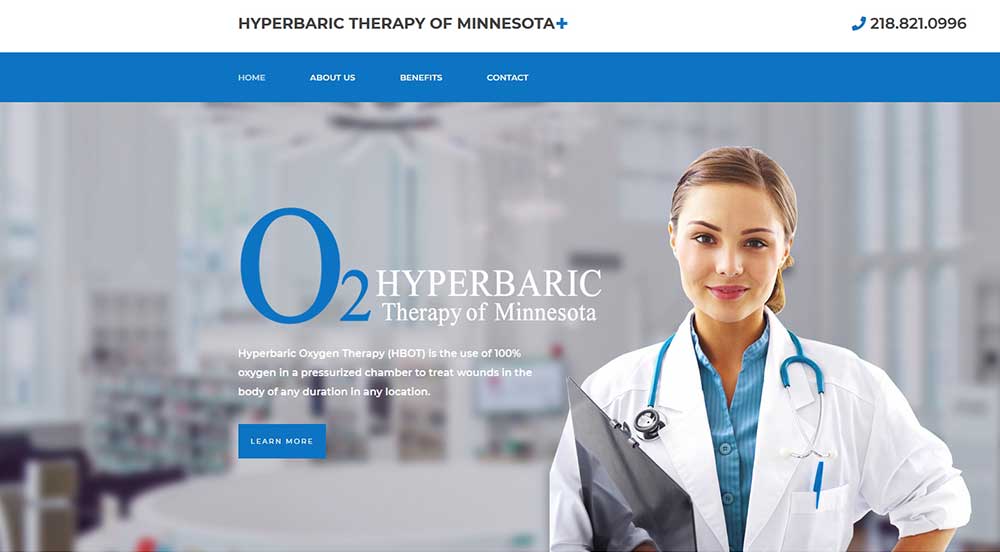 HYPERBARIC THERAPY OF MINNESOTA+
218.821.0996
HOME ABOUT US BENEFITS CONTACT
O2 HYPERBARIC
Therapy of Minnesota
Hyperbaric Oxygen Therapy (HBOT) is the use of 100%
oxygen in a pressurized chamber to treat wounds in the
body of any duration in any location.
LEARN MORE